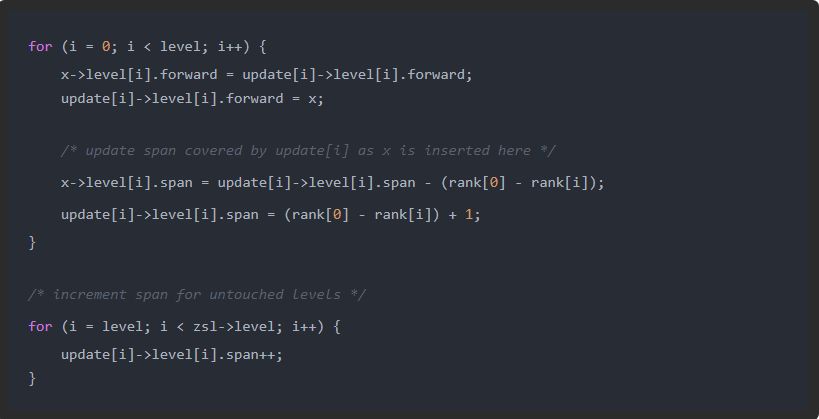 for (i = 0; i < level; i++) {
    x->level[i].forward = update[i]->level[i].forward;
    update[i]->level[i].forward = x;

    /* update span covered by update[i] as x is inserted here */
    x->level[i].span = update[i]->level[i].span - (rank[0] - rank[i]);
    update[i]->level[i].span = (rank[0] - rank[i]) + 1;
}

/* increment span for untouched levels */
for (i = level; i < zsl->level; i++) {
    update[i]->level[i].span++;
}